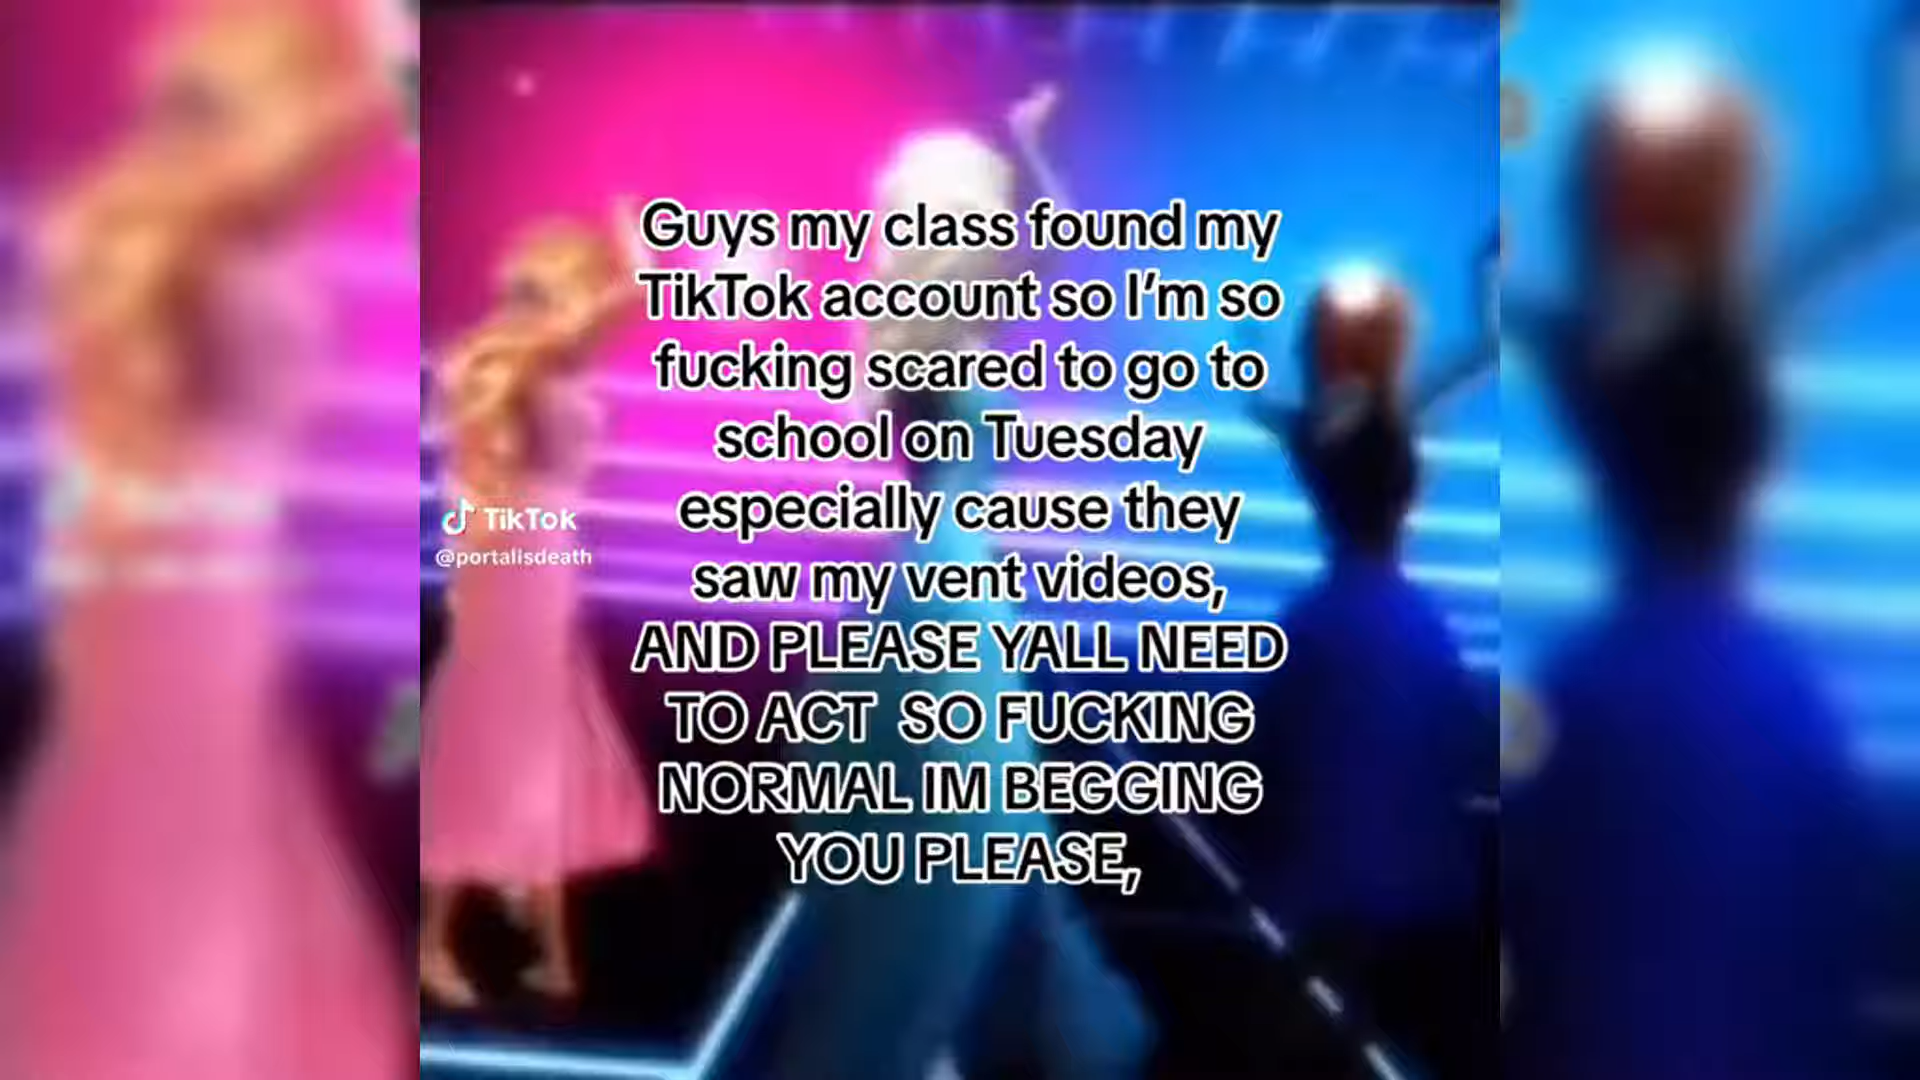 Guys my class found my
TikTok account so I'm so
fucking scared to go to
school on Tuesday
especially cause they
saw my vent videos,
AND PLEASE YALL NEED
TO ACT SO FUCKING
NORMAL IM BEGGING
YOU PLEASE,
TikTok
@portalisdeath